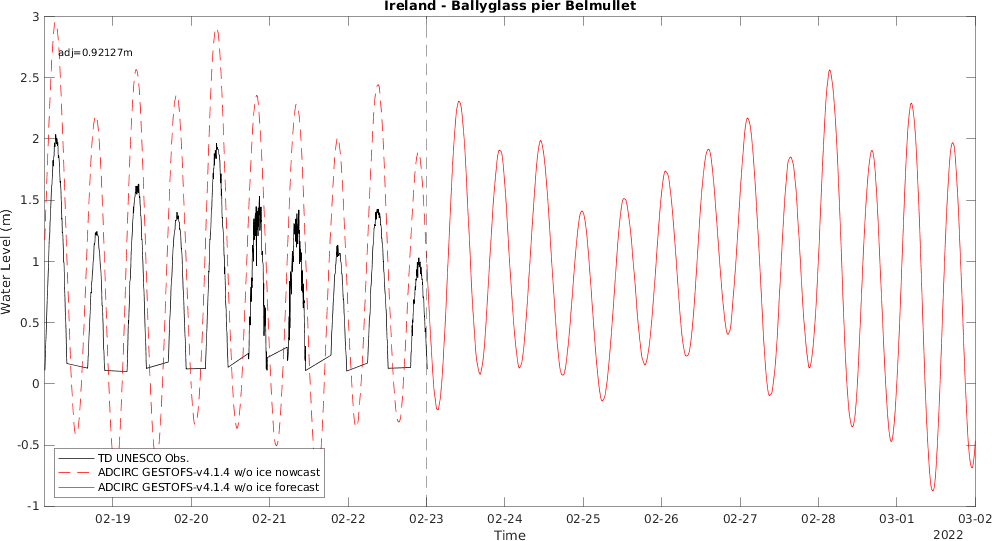 Ireland - Ballyglass pier Belmullet
3
2.5
2
1.5
1
0.5
0
-0.5
-1
Water Level (m)
adj=0.92127m
TD UNESCO Obs.
ADCIRC GESTOFS-v4.1.4 w/o ice nowcast
ADCIRC GESTOFS-v4.1.4 w/o ice forecast
02-19 02-20 02-21 02-22 02-23 02-24 02-25 02-26 02-27 02-28 03-01 03-02
Time
2022